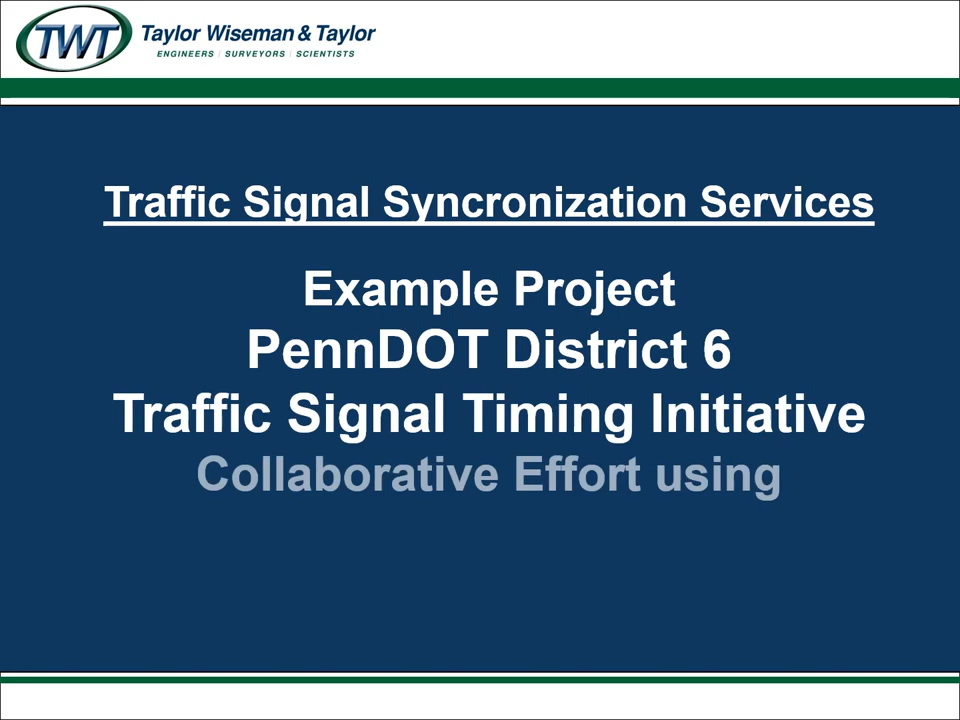 TWT
Taylor Wiseman & Taylor
ENGINEERS | SURVEYORS | SCIENTISTS
Traffic Signal Syncronization Services
Example Project
PennDOT District 6
Traffic Signal Timing Initiative
Collaborative Effort using